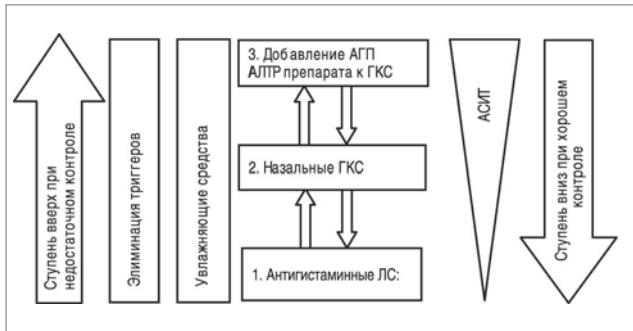 Ступень вверх при
недостаточном контроле
Элиминация триггеров
Увлажняющие средства
3. Добавление АГП
АЛТР препарата к ГКС
2. Назальные ГКС
1. Антигистаминные ЛС:
АСИТ
Ступень вниз при хорошем
контроле